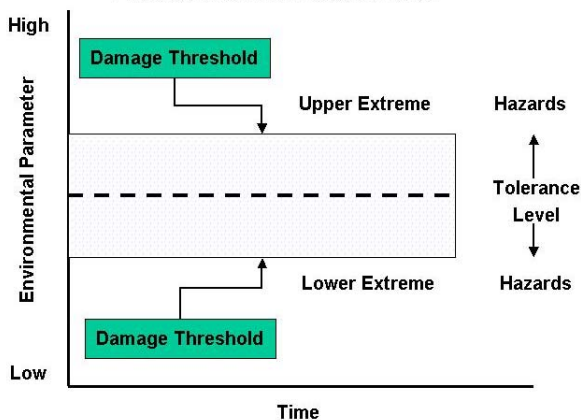 High
Damage Threshold
Upper Extreme
Hazards
Environmental Parameter
Tolerance
Level
Lower Extreme
Hazards
Damage Threshold
Low
Time